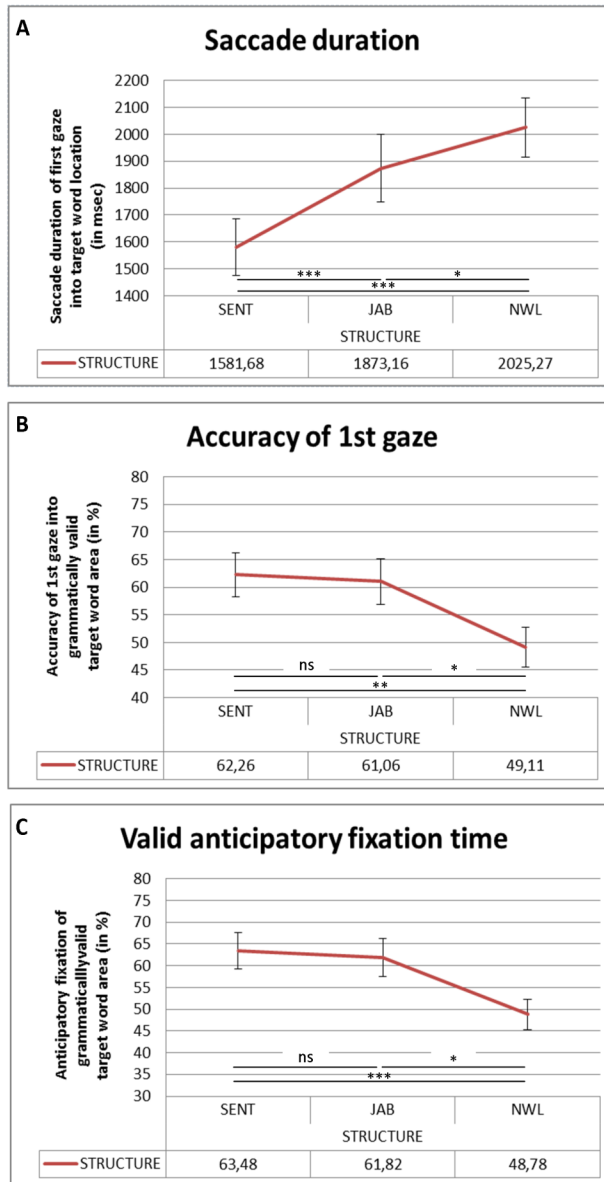 A
Saccade duration
Saccade duration of first gaze
into target word location
(in msec)
2200
2100
2000
1900
1800
1700
1600
1500
1400
*** *
***
SENT JAB NWL
STRUCTURE
STRUCTURE 1581,68 1873,16 2025,27
B
Accuracy of 1st gaze
Accuracy of 1st gaze into
grammatically valid
target word area (in %)
80
75
70
65
60
55
50
45
40
ns *
**
SENT JAB NWL
STRUCTURE
STRUCTURE 62,26 61,06 49,11
C
Valid anticipatory fixation time
Anticipatory fixation of
grammaticalllyvalid
target word area (in %)
80
75
70
65
60
55
50
45
40
35
30
ns *
***
SENT JAB NWL
STRUCTURE
STRUCTURE 63,48 61,82 48,78